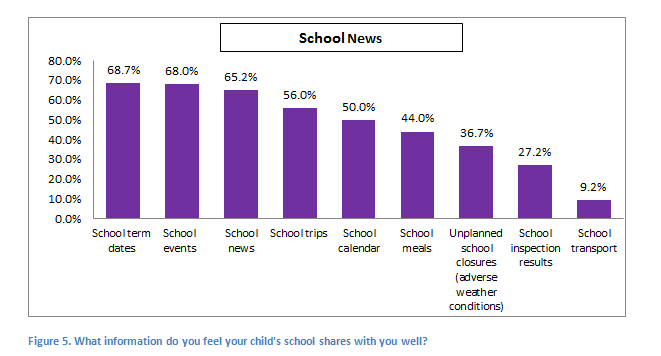 School News
80.0%
70.0%
60.0%
50.0%
40.0%
30.0%
20.0%
10.0%
0.0%
68.7%
68.0%
65.2%
56.0%
50.0%
44.0%
36.7%
27.2%
9.2%
School term
dates
School
events
School
news
School trips
School
calendar
School
meals
Unplanned
school
closures
(adverse
weather
conditions)
School
inspection
results
School
transport
Figure 5. What information do you feel your child's school shares with you well?